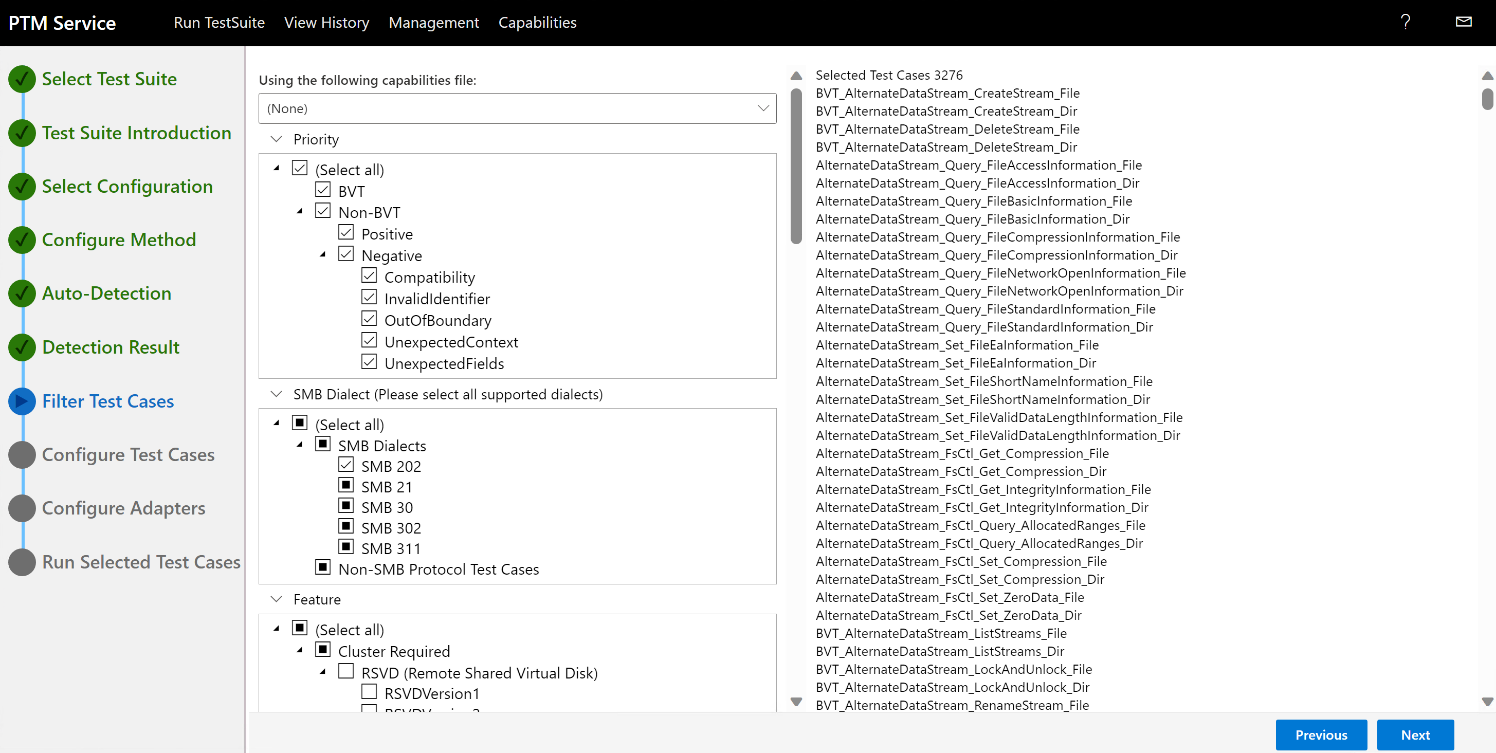 PTM Service
Run TestSuite
View History
Management
Capabilities
?
Select Test Suite
Test Suite Introduction
Select Configuration
Configure Method
Auto-Detection
Detection Result
Filter Test Cases
Configure Test Cases
Configure Adapters
Run Selected Test Cases
Using the following capabilities file:
(None)
Priority
(Select all)
BVT
Non-BVT
Positive
Negative
Compatibility
InvalidIdentifier
OutOfBoundary
UnexpectedContext
UnexpectedFields
SMB Dialect (Please select all supported dialects)
(Select all)
SMB Dialects
SMB 202
SMB 21
SMB 30
SMB 302
SMB 311
Non-SMB Protocol Test Cases
Feature
(Select all)
Cluster Required
RSVD (Remote Shared Virtual Disk)
RSVDVersion1
Selected Test Cases 3276
BVT_AlternateDataStream_CreateStream_File
BVT_AlternateDataStream_CreateStream_Dir
BVT_AlternateDataStream_DeleteStream_File
BVT_AlternateDataStream_DeleteStream_Dir
AlternateDataStream_Query_FileAccessInformation_File
AlternateDataStream_Query_FileAccessInformation_Dir
AlternateDataStream_Query_FileBasicInformation_File
AlternateDataStream_Query_FileBasicInformation_Dir
AlternateDataStream_Query_FileCompressionInformation_File
AlternateDataStream_Query_FileCompressionInformation_Dir
AlternateDataStream_Query_FileNetworkOpenInformation_File
AlternateDataStream_Query_FileNetworkOpenInformation_Dir
AlternateDataStream_Query_FileStandardInformation_File
AlternateDataStream_Query_FileStandardInformation_Dir
AlternateDataStream_Set_FileEaInformation_File
AlternateDataStream_Set_FileEaInformation_Dir
AlternateDataStream_Set_FileShortNameInformation_File
AlternateDataStream_Set_FileShortNameInformation_Dir
AlternateDataStream_Set_FileValidDataLengthInformation_File
AlternateDataStream_Set_FileValidDataLengthInformation_Dir
AlternateDataStream_FsCtl_Get_Compression_File
AlternateDataStream_FsCtl_Get_Compression_Dir
AlternateDataStream_FsCtl_Get_IntegrityInformation_File
AlternateDataStream_FsCtl_Get_IntegrityInformation_Dir
AlternateDataStream_FsCtl_Query_AllocatedRanges_File
AlternateDataStream_FsCtl_Query_AllocatedRanges_Dir
AlternateDataStream_FsCtl_Set_Compression_File
AlternateDataStream_FsCtl_Set_Compression_Dir
AlternateDataStream_FsCtl_Set_ZeroData_File
AlternateDataStream_FsCtl_Set_ZeroData_Dir
BVT_AlternateDataStream_ListStreams_File
BVT_AlternateDataStream_ListStreams_Dir
BVT_AlternateDataStream_LockAndUnlock_File
BVT_AlternateDataStream_LockAndUnlock_Dir
BVT_AlternateDataStream_RenameStream_File
Previous
Next